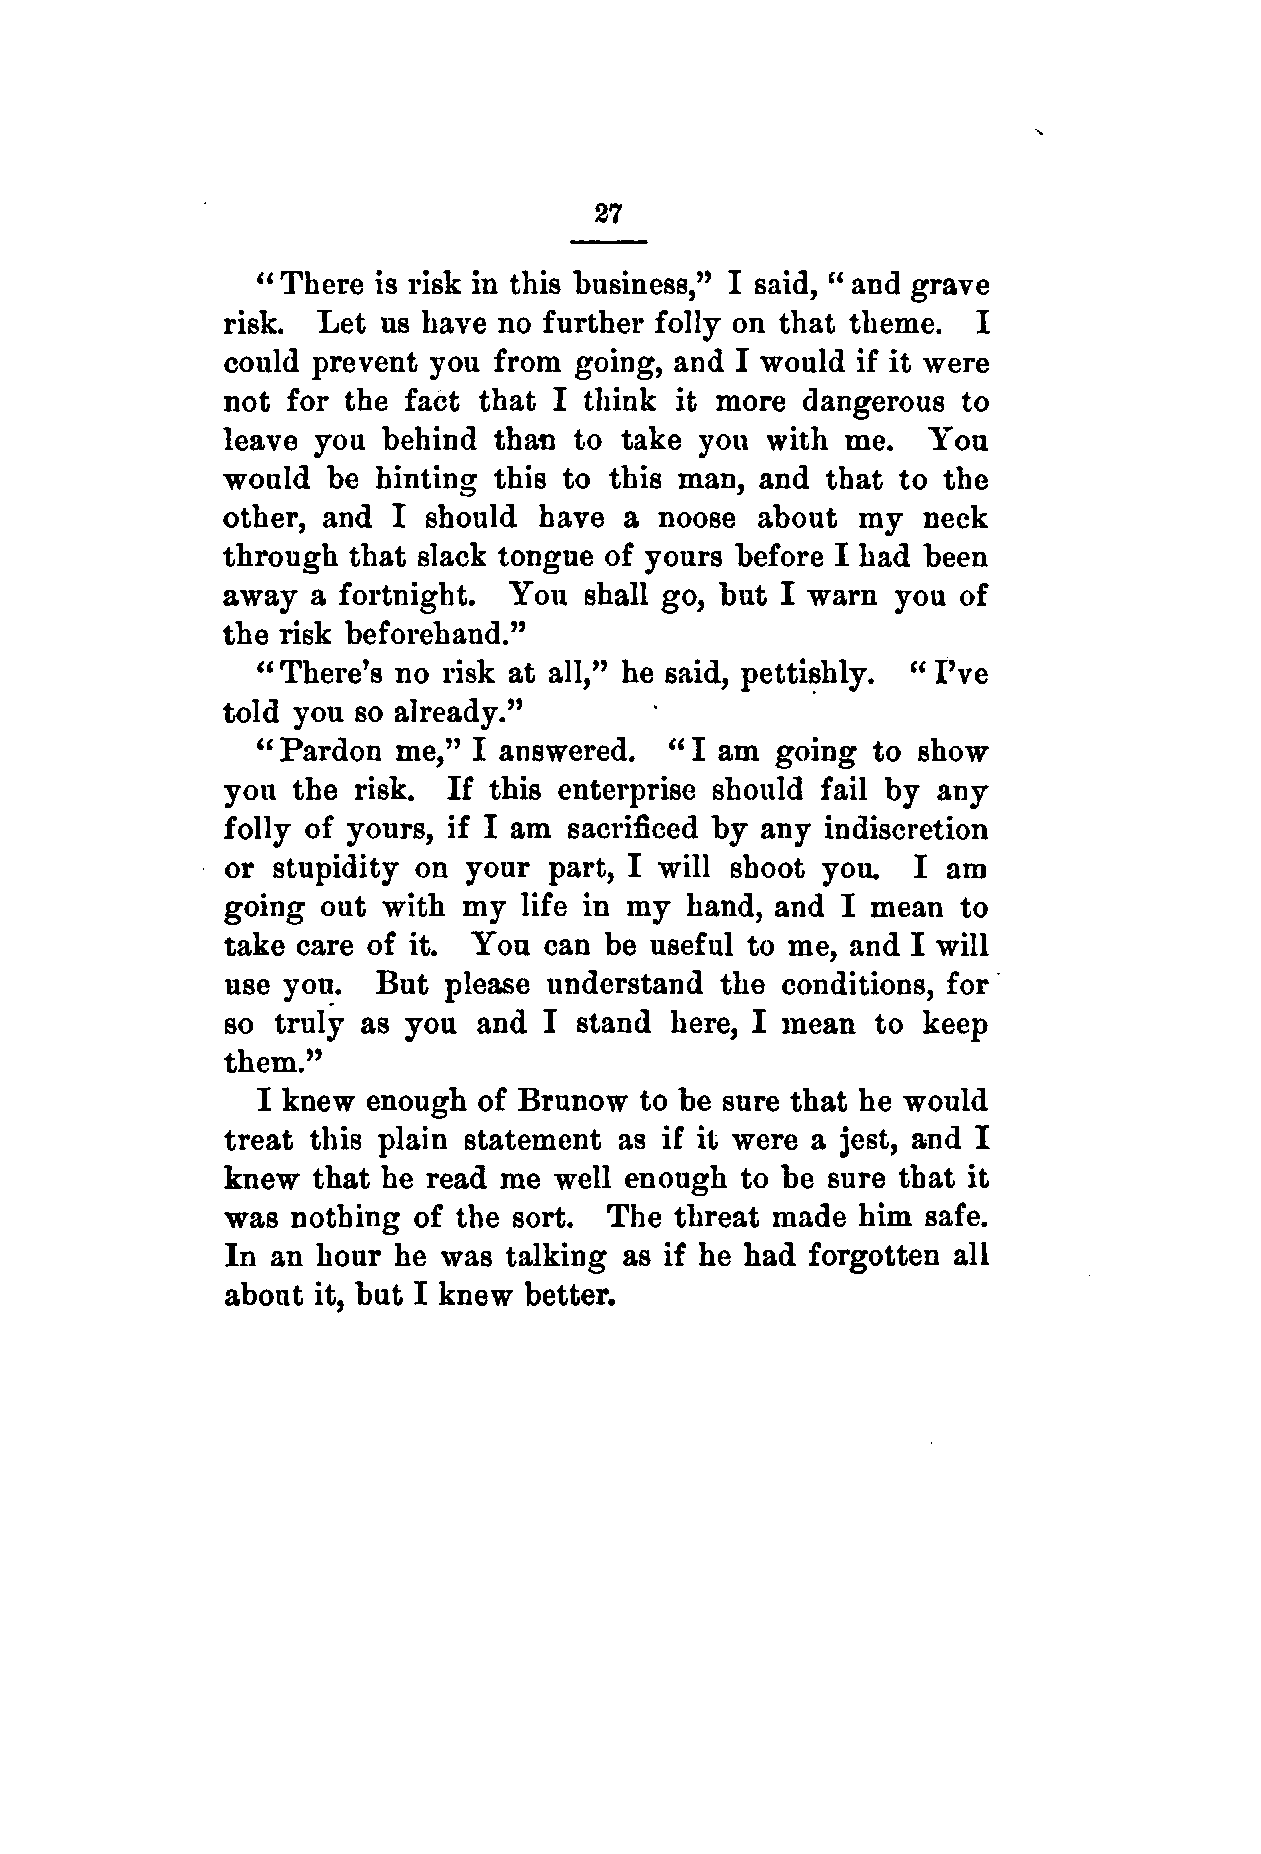 27
“There is risk in this business,” I said, “and grave
risk. Let us have no further folly on that theme. I
could prevent you from going, and I would if it were
not for the fact that I think it more dangerous to
leave you behind than to take you with me. You
would be hinting this to this man, and that to the
other, and I should have a noose about my neck
through that slack tongue of yours before I had been
away a fortnight. You shall go, but I warn you of
the risk beforehand.”
“There’s no risk at all,” he said, pettishly. “I’ve
told you so already.”
“Pardon me,” I answered. “I am going to show
you the risk. If this enterprise should fail by any
folly of yours, if I am sacrificed by any indiscretion
or stupidity on your part, I will shoot you. I am
going out with my life in my hand, and I mean to
take care of it. You can be useful to me, and I will
use you. But please understand the conditions, for
so truly as you and I stand here, I mean to keep
them.”
I knew enough of Brunow to be sure that he would
treat this plain statement as if it were a jest, and I
knew that he read me well enough to be sure that it
was nothing of the sort. The threat made him safe.
In an hour he was talking as if he had forgotten all
about it, but I knew better.